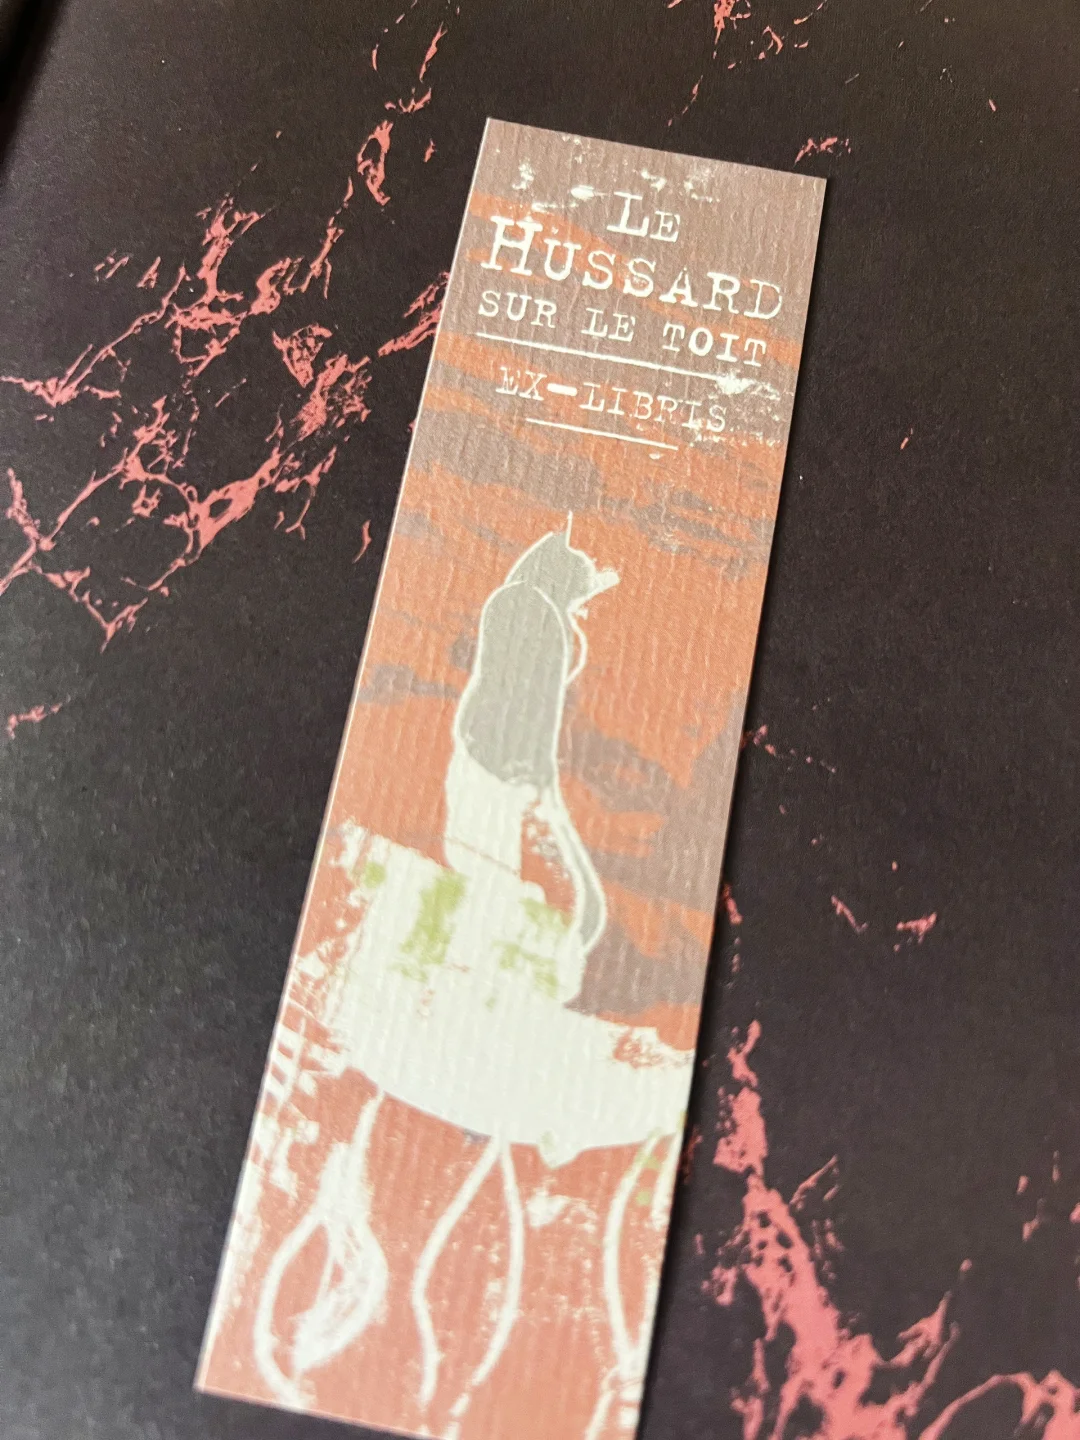 LE
HUSSARD
SUR LE TOIT
EX-LIBRIS